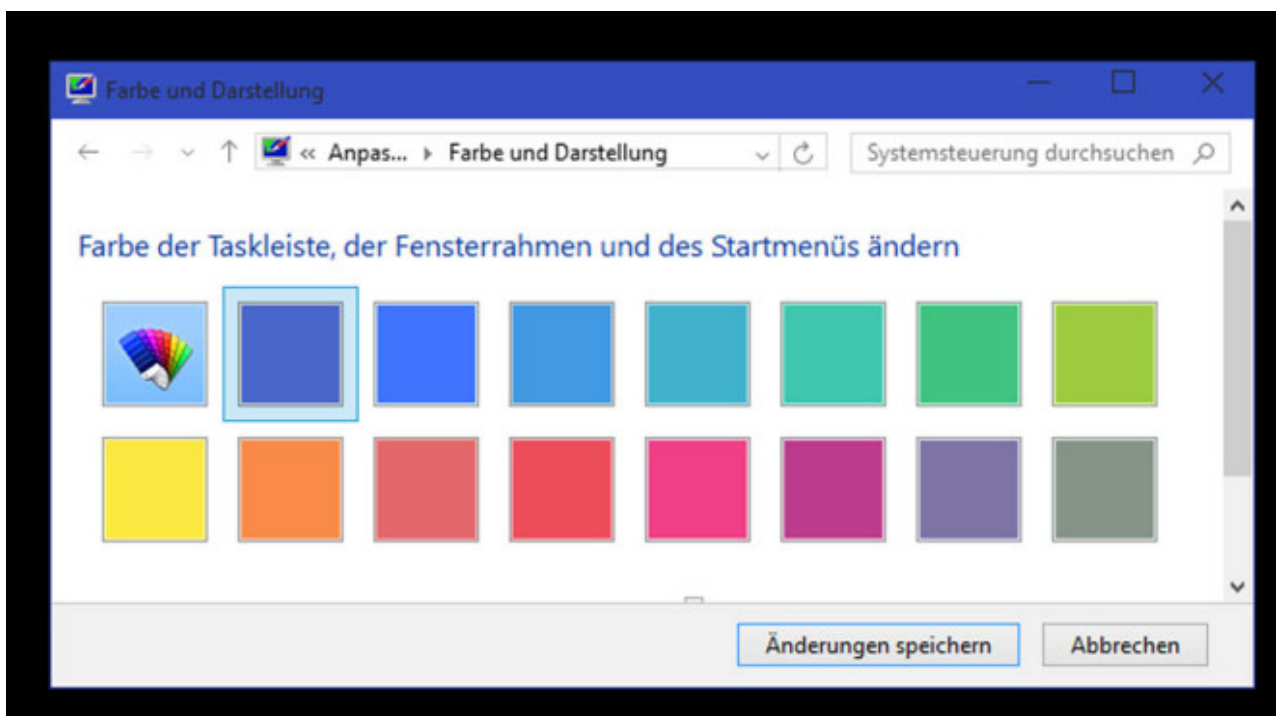 Farbe und Darstellung
« Anpas... Farbe und Darstellung
Systemsteuerung durchsuchen
Farbe der Taskleiste, der Fensterrahmen und des Startmenüs ändern
Änderungen speichern
Abbrechen